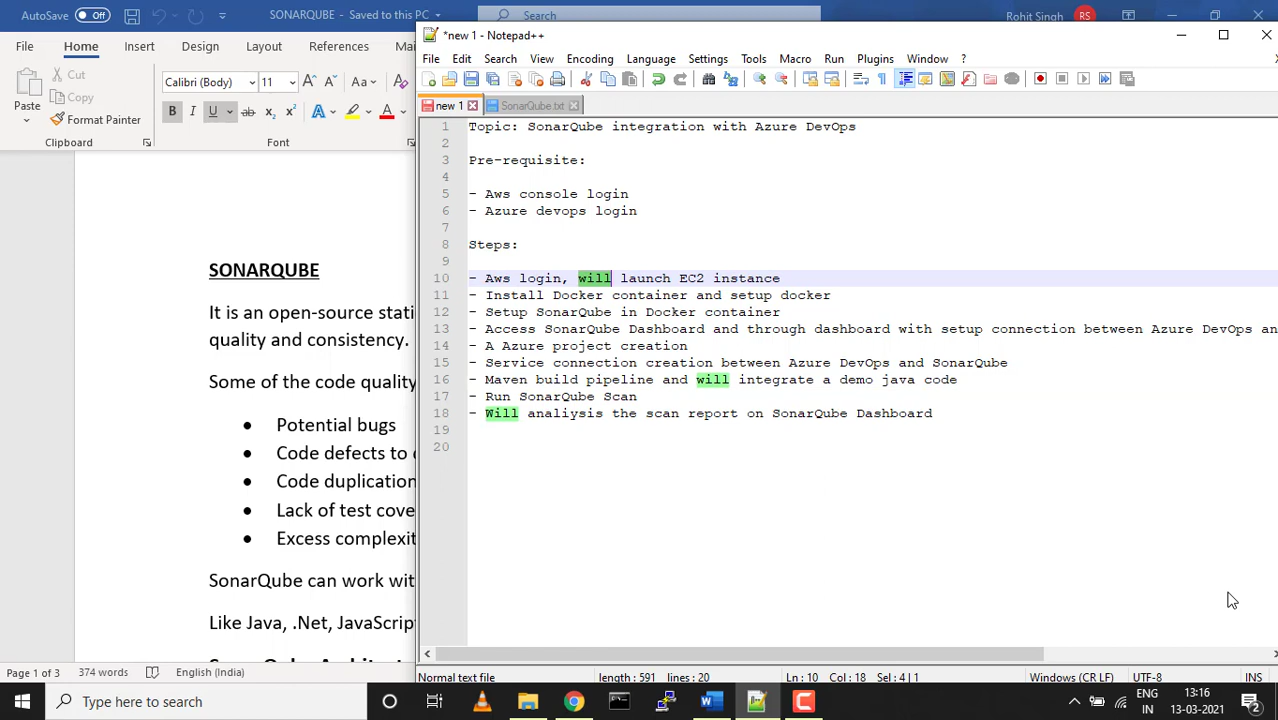 AutoSave Off SONARQUBE - Saved to this PC Search Rohit Singh RS
File Home Insert Design Layout References
Cut
Copy
Format Painter
Paste
Clipboard
Calibri (Body) 11
Font
SONARQUBE
It is an open-source
quality and consistency.
Some of the code quality
• Potential bugs
• Code defects to
• Code duplication
• Lack of test
• Excess
SonarQube can work
Like Java, .Net, JavaScript
Page 1 of 3 374 words English (India)
*new 1 - Notepad++
File Edit Search View Encoding Language Settings Tools Macro Run Plugins Window ?
new 1 SonarQube.txt
1 Topic: SonarQube integration with Azure DevOps
2
3 Pre-requisite:
4
5 - Aws console login
6 - Azure devops login
7
8 Steps:
9
10 - Aws login, will launch EC2 instance
11 - Install Docker container and setup docker
12 - Setup SonarQube in Docker container
13 - Access SonarQube Dashboard and through dashboard with setup connection between Azure DevOps an
14 - A Azure project creation
15 - Service connection creation between Azure DevOps and SonarQube
16 - Maven build pipeline and will integrate a demo java code
17 - Run SonarQube Scan
18 - Will analiysis the scan report on SonarQube Dashboard
19
20
Normal text file length : 591 lines : 20 Ln : 10 Col : 18 Sel : 4 | 1 Windows (CR LF) UTF-8 INS
Type here to search
ENG
IN
13:16
13-03-2021
2